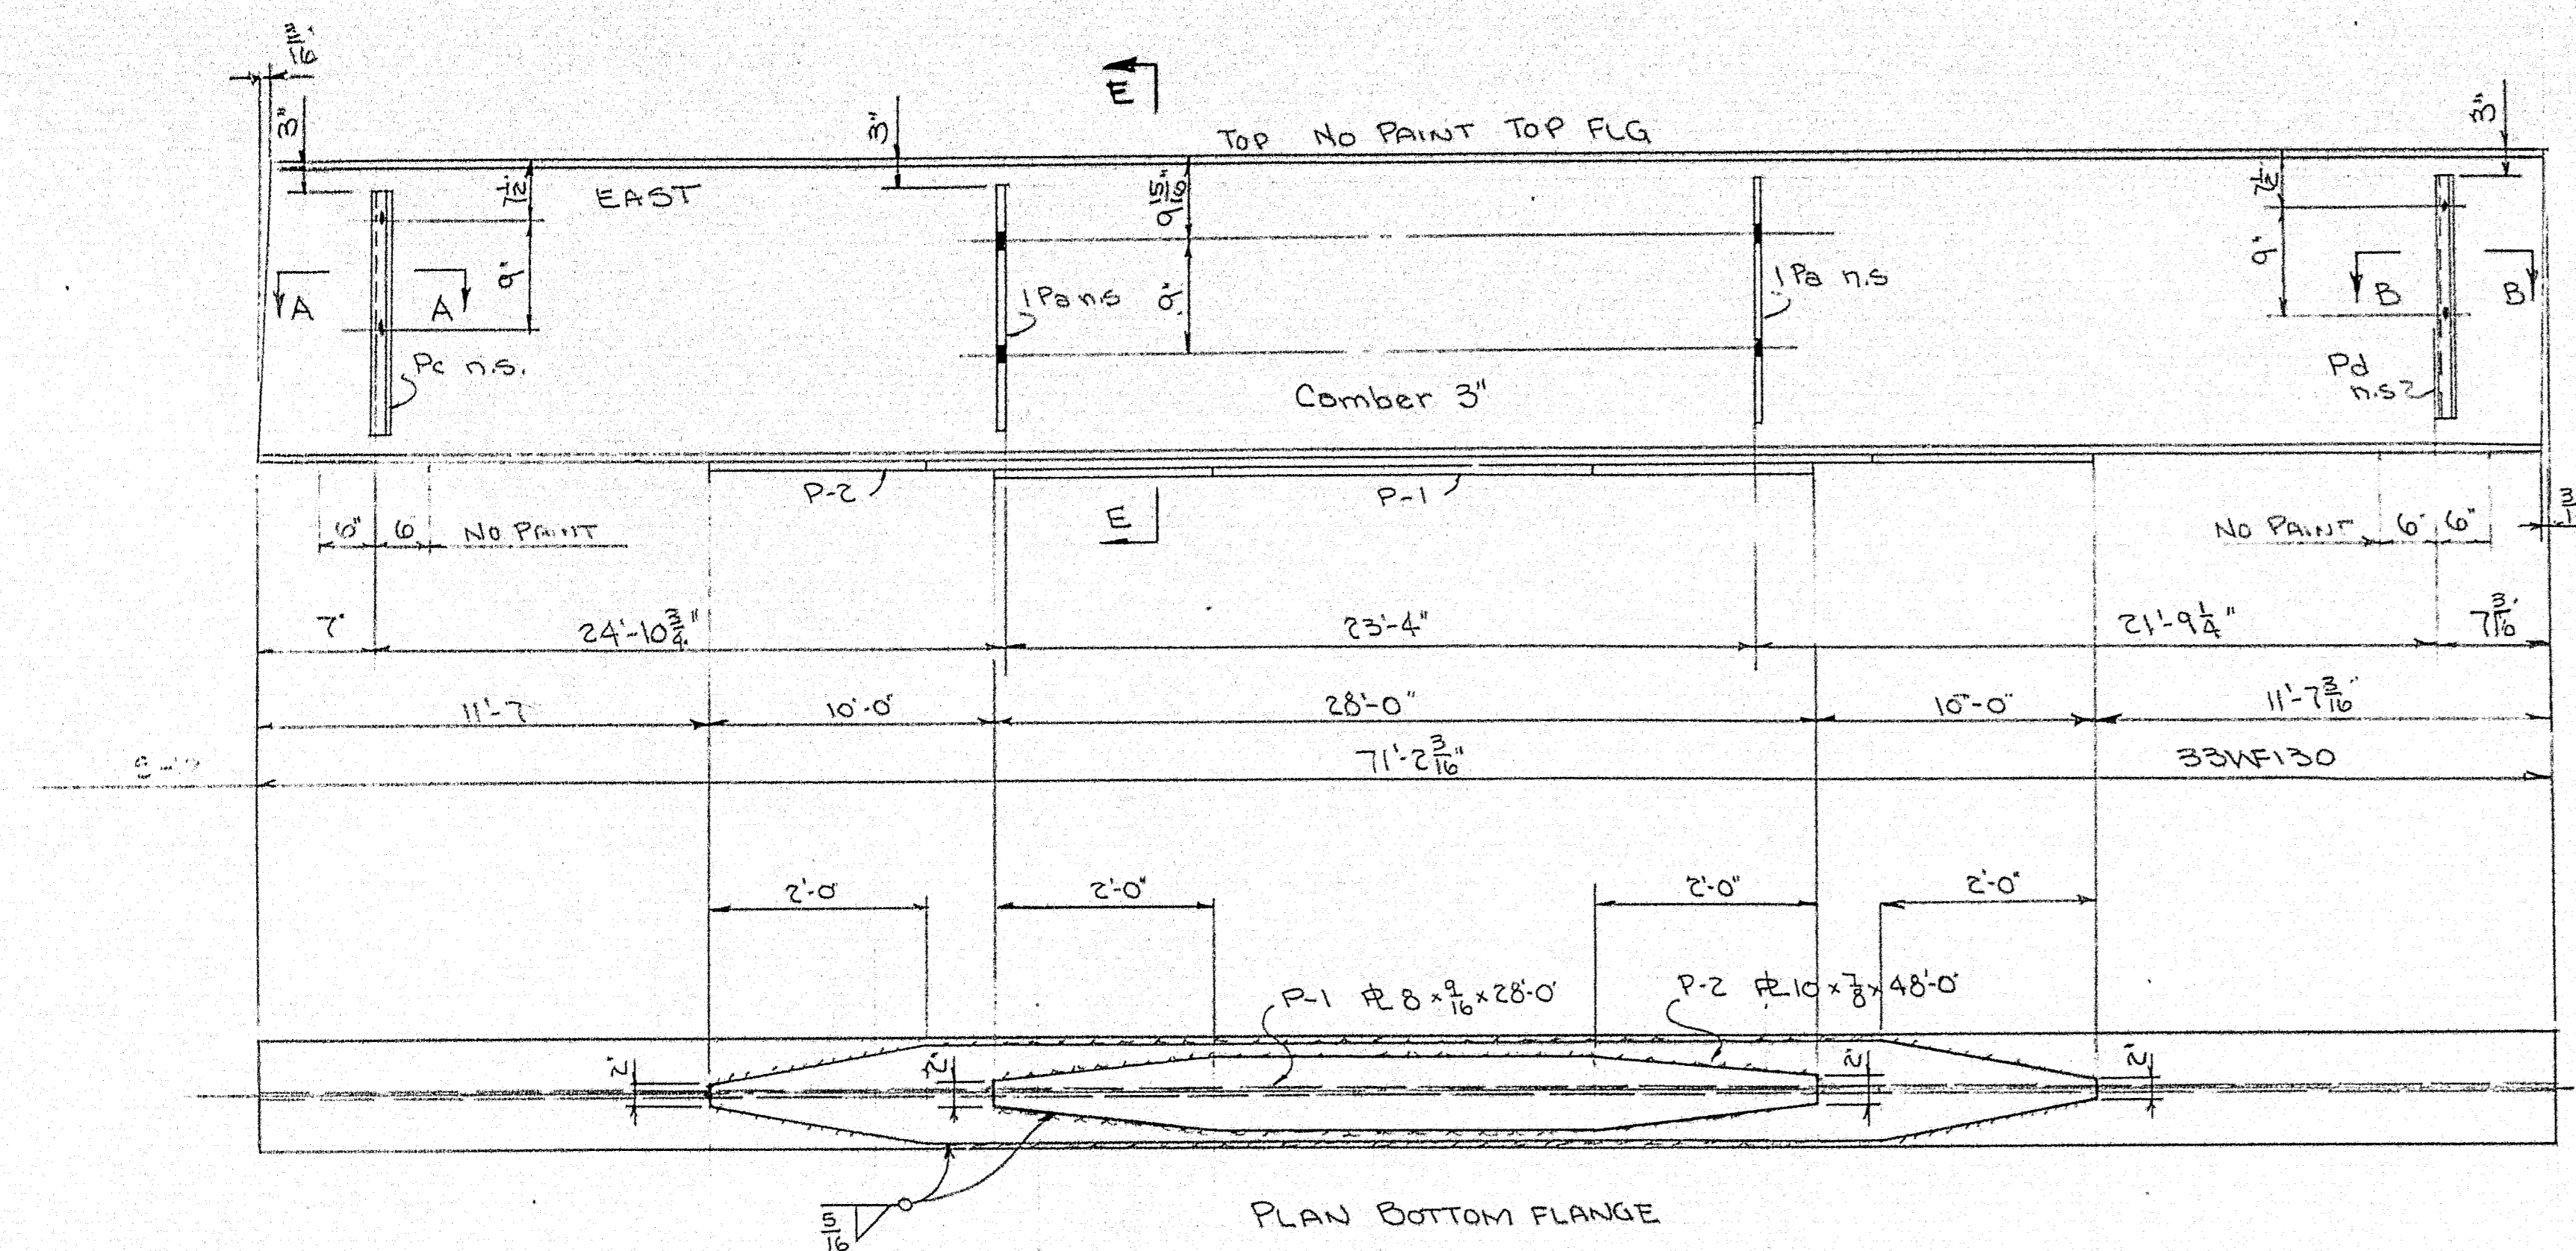 3/16"
3"
3"
E
TOP NO PAINT TOP FLG
3"
7 1/2"
EAST
9 15/16"
7 1/2"
9"
9"
9"
A
A
1 Pa n.s
1 Pa n.s
B
B
Pc n.s.
Comber 3"
Pd
n.s
P-2
P-1
E
6" 6 NO PAINT
NO PAINT 6" 6"
7" 24'-10 3/4" 23'-4" 21'-9 1/4" 7 3/16"
11'-7 10'-0" 28'-0" 10'-0" 11'-7 3/16"
71'-2 3/16" 33WF130
2'-0" 2'-0" 2'-0" 2'-0"
P-1 ⅊ 8 x 9/16 x 28'-0" P-2 ⅊ 10 x 7/8 x 48'-0"
2" 2" 2" 2"
5/16
PLAN BOTTOM FLANGE